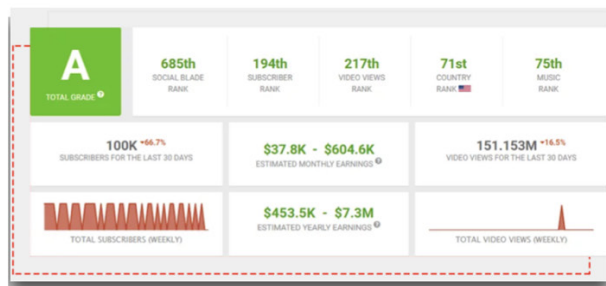 A
TOTAL GRADE
685th
SOCIAL BLADE
RANK
194th
SUBSCRIBER
RANK
217th
VIDEO VIEWS
RANK
71st
COUNTRY
RANK
75th
MUSIC
RANK
100K -66.7%
SUBSCRIBERS FOR THE LAST 30 DAYS
$37.8K - $604.6K
ESTIMATED MONTHLY EARNINGS
151.153M -16.5%
VIDEO VIEWS FOR THE LAST 30 DAYS
TOTAL SUBSCRIBERS (WEEKLY)
$453.5K - $7.3M
ESTIMATED YEARLY EARNINGS
TOTAL VIDEO VIEWS (WEEKLY)